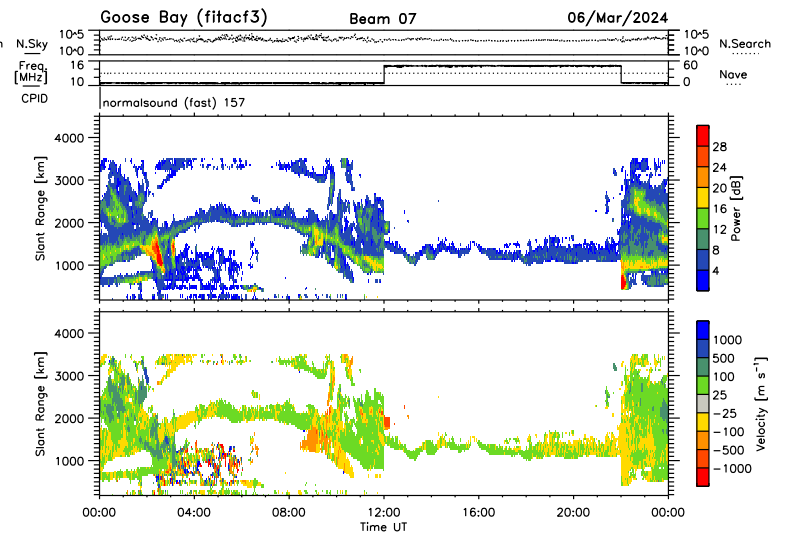 Goose Bay (fitacf3) Beam 07 06/Mar/2024
n N.Sky 10^5 10^0 10^5 10^0 N.Search
Freq. [MHz] 16 10 60 0 Nave
CPID normalsound (fast) 157
4000
3000
2000
1000
Slant Range [km]
28
24
20
16
12
8
4
Power [dB]
4000
3000
2000
1000
Slant Range [km]
1000
500
100
25
-25
-100
-500
-1000
Velocity [m s⁻¹]
00:00 04:00 08:00 12:00 16:00 20:00 00:00
Time UT